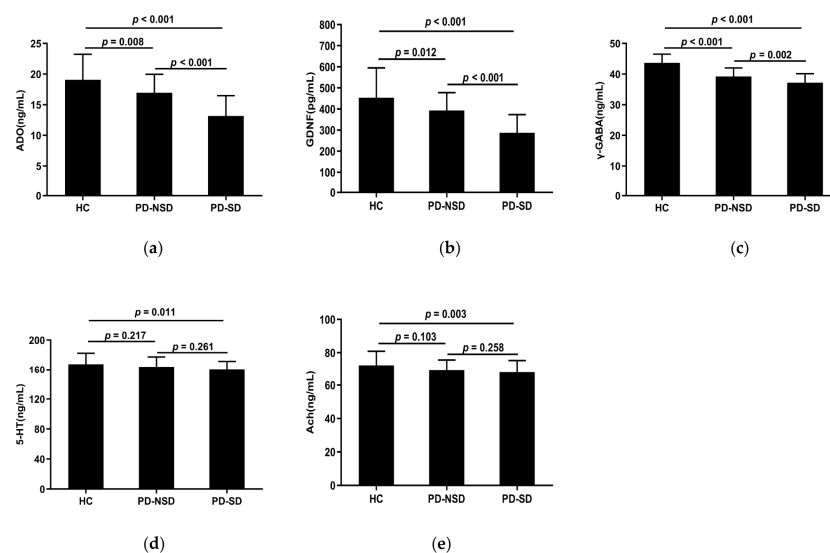 p < 0.001
p = 0.008
p < 0.001
25
20
15
10
5
0
ADO(ng/mL)
HC PD-NSD PD-SD
(a)
p < 0.001
p = 0.012
p < 0.001
800
700
600
500
400
300
200
100
0
GDNF(pg/mL)
HC PD-NSD PD-SD
(b)
p < 0.001
p < 0.001
p = 0.002
50
40
30
20
10
0
γ-GABA(ng/mL)
HC PD-NSD PD-SD
(c)
p = 0.011
p = 0.217
p = 0.261
200
160
120
80
40
0
5-HT(ng/mL)
HC PD-NSD PD-SD
(d)
p = 0.003
p = 0.103
p = 0.258
100
80
60
40
20
0
Ach(ng/mL)
HC PD-NSD PD-SD
(e)